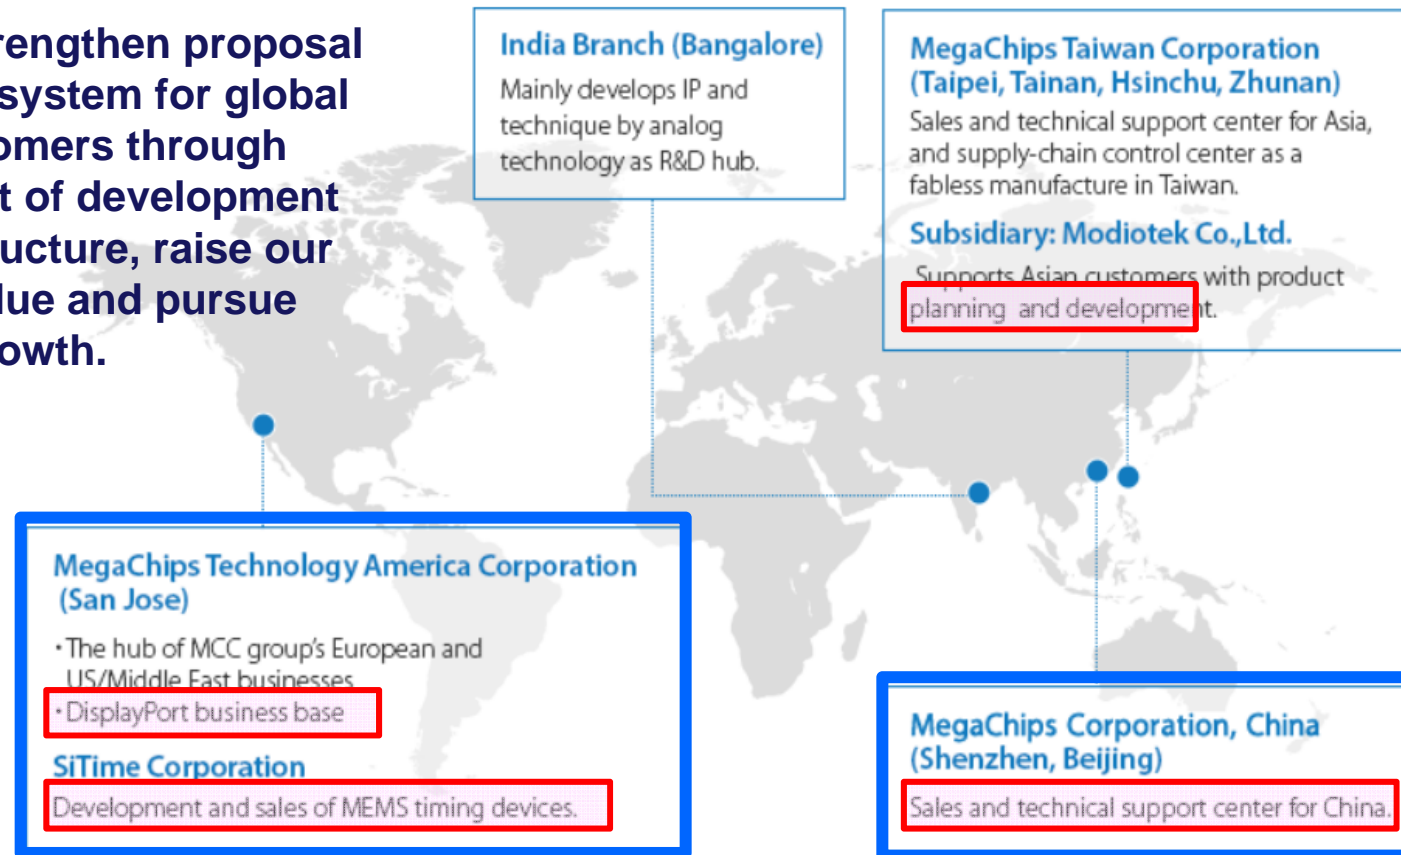 rengthen proposal
system for global
omers through
t of development
ucture, raise our
lue and pursue
owth.
India Branch (Bangalore)
Mainly develops IP and
technique by analog
technology as R&D hub.
MegaChips Taiwan Corporation
(Taipei, Tainan, Hsinchu, Zhunan)
Sales and technical support center for Asia,
and supply-chain control center as a
fabless manufacture in Taiwan.
Subsidiary: Modiotek Co.,Ltd.
Supports Asian customers with product
planning and development.
MegaChips Technology America Corporation
(San Jose)
・The hub of MCC group's European and
US/Middle East businesses
・DisplayPort business base
SiTime Corporation
Development and sales of MEMS timing devices.
MegaChips Corporation, China
(Shenzhen, Beijing)
Sales and technical support center for China.